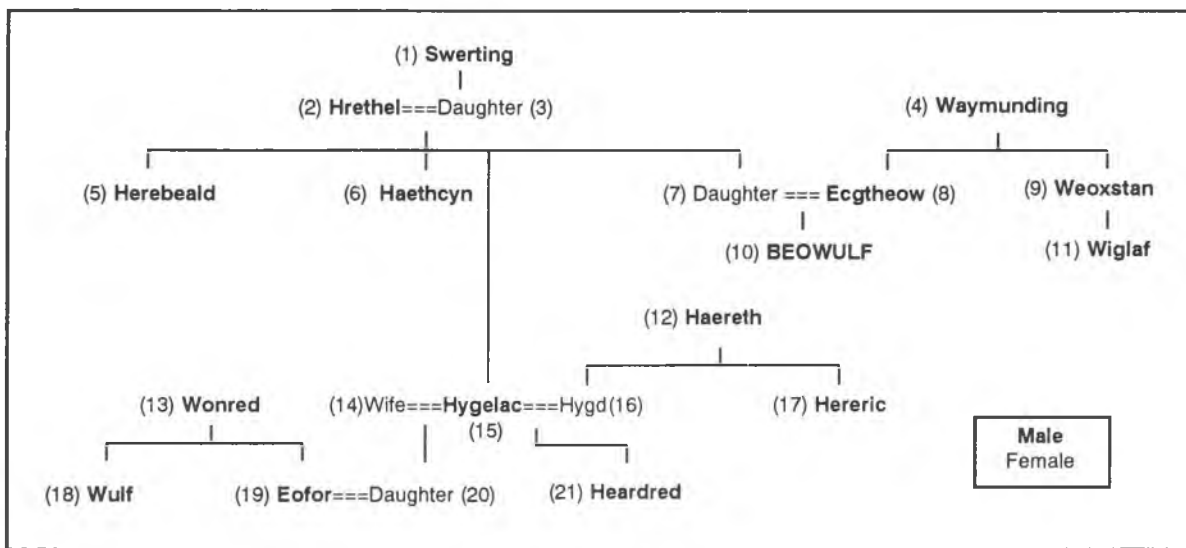 (1) Swerting
(2) Hrethel===Daughter (3)
(4) Waymunding
(5) Herebeald
(6) Haethcyn
(7) Daughter === Ecgtheow (8)
(9) Weoxstan
(10) BEOWULF
(11) Wiglaf
(12) Haereth
(13) Wonred
(14)Wife===Hygelac===Hygd(16)
(15)
(17) Hereric
(18) Wulf
(19) Eofor===Daughter (20)
(21) Heardred
Male
Female